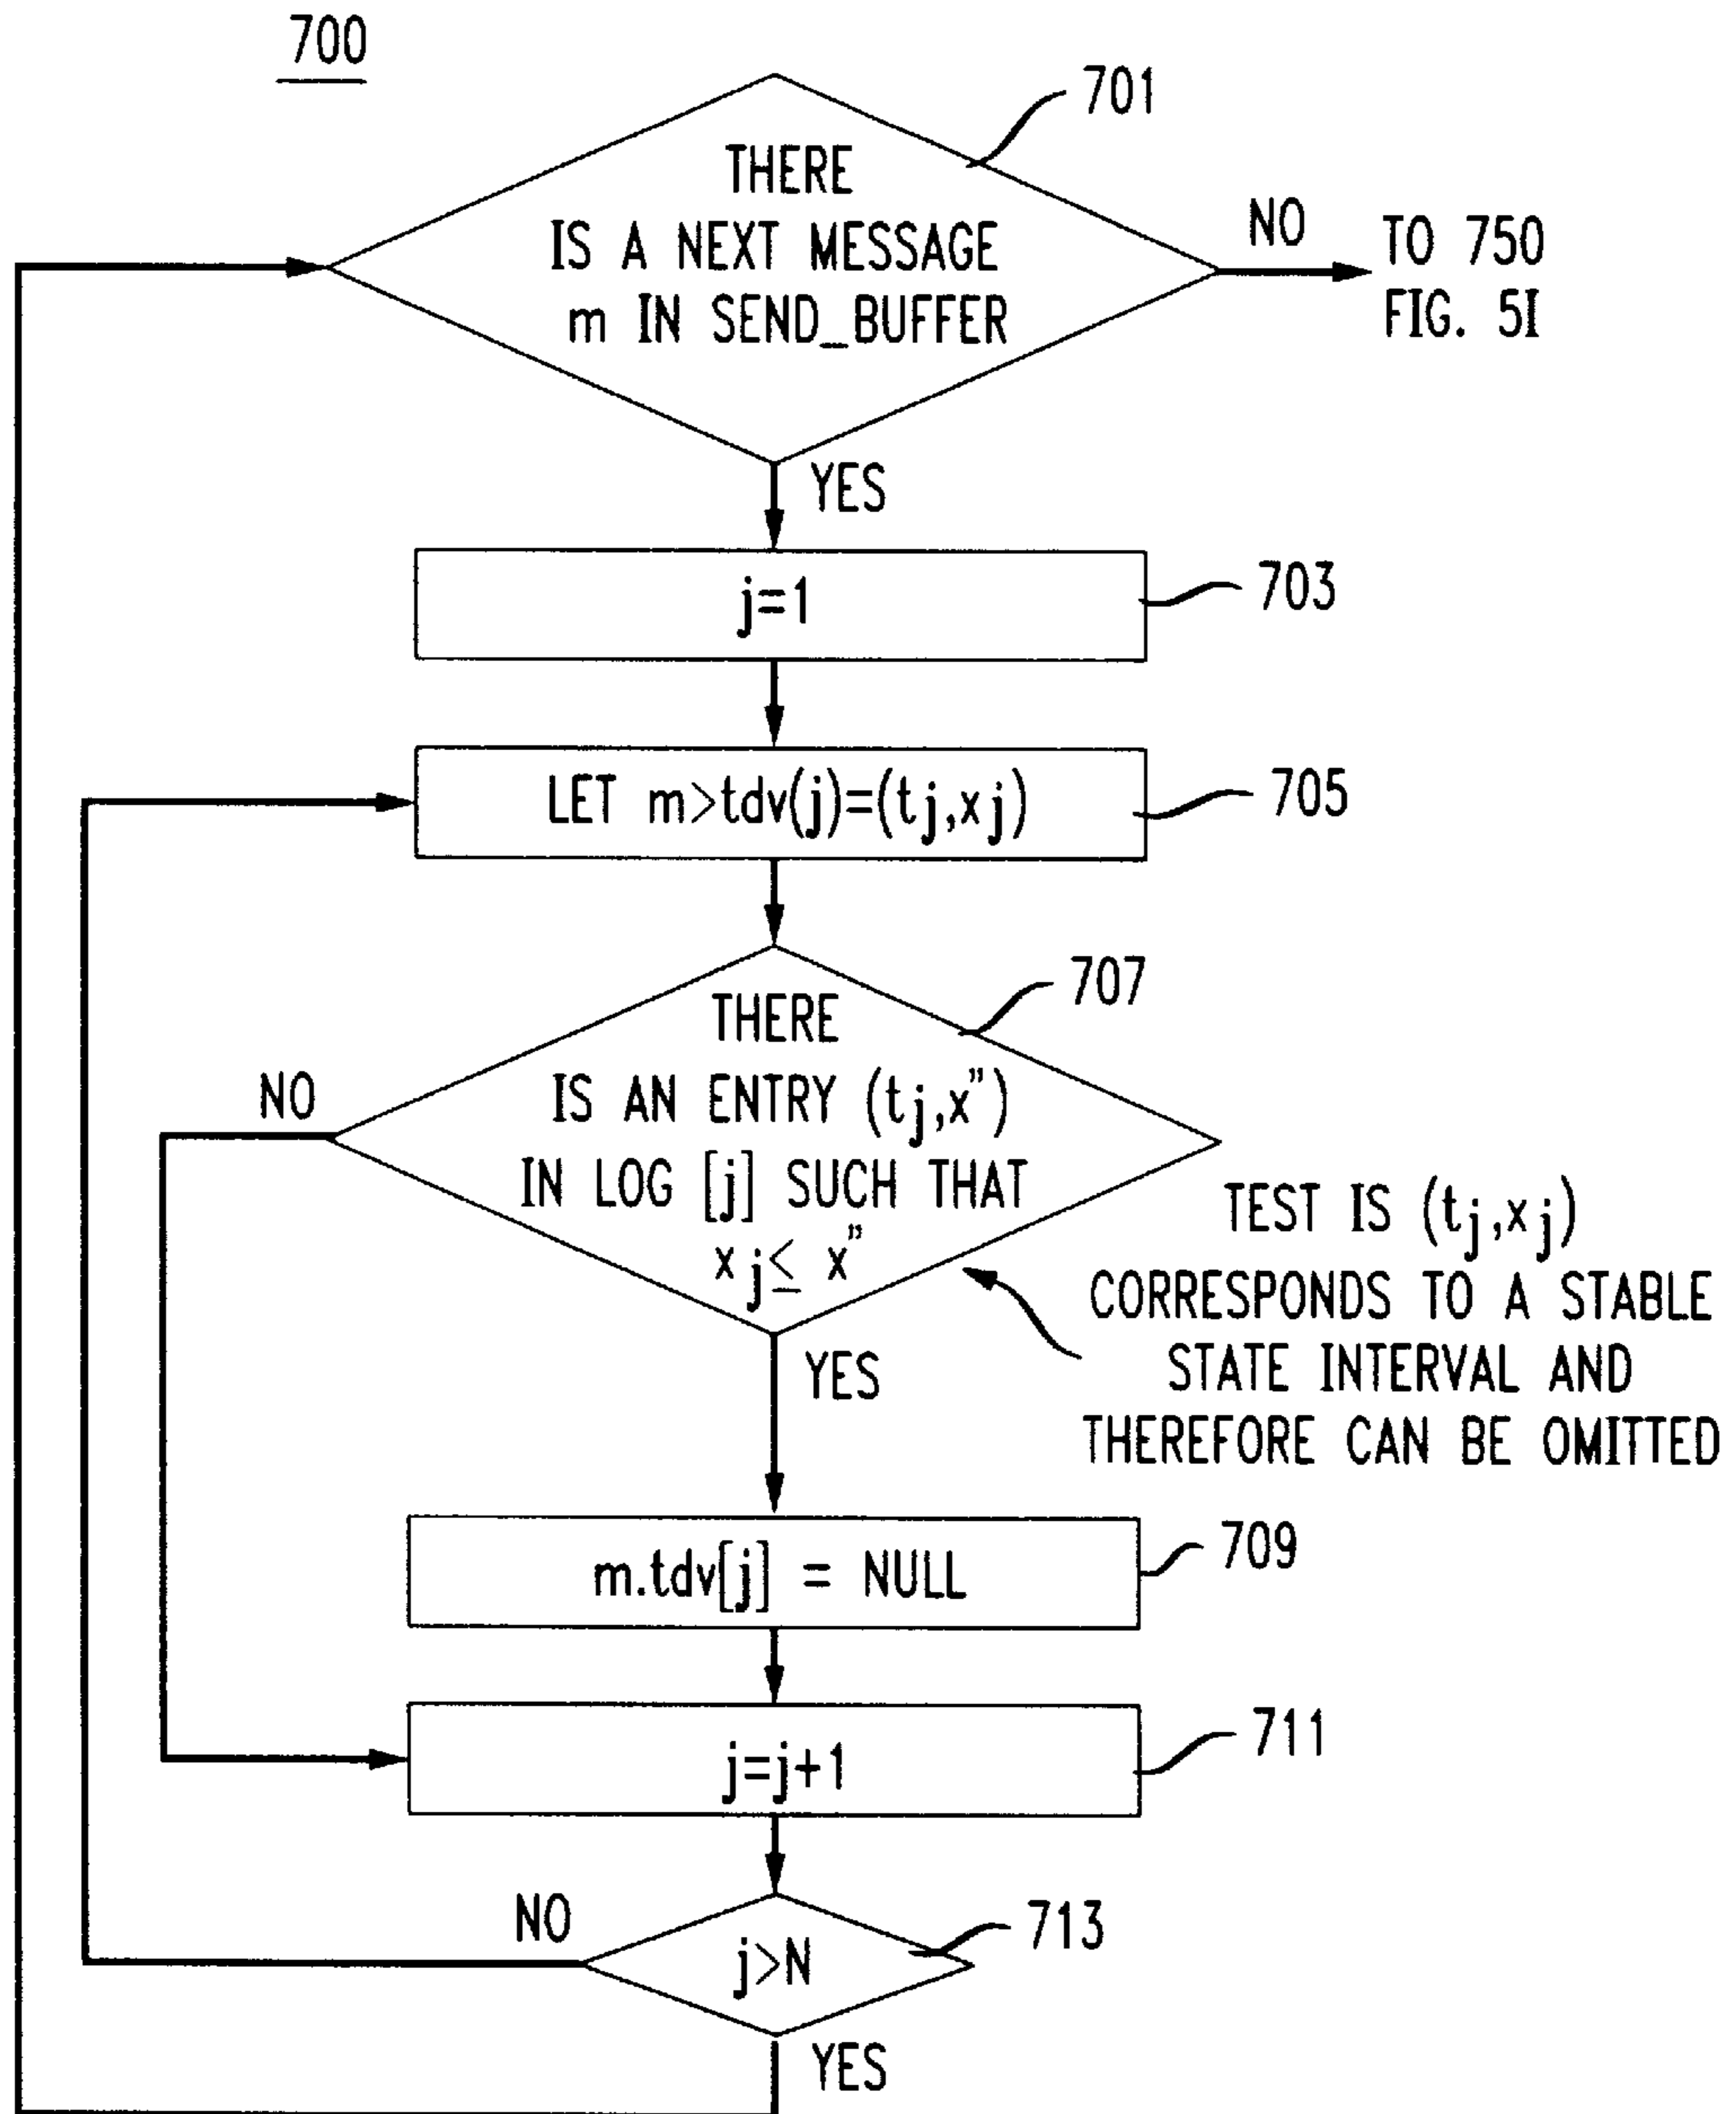 700
701
THERE
IS A NEXT MESSAGE
m IN SEND_BUFFER
NO
TO 750
FIG. 5I
YES
j=1
703
LET m>tdv(j)=(tj,xj)
705
707
THERE
IS AN ENTRY (tj,x")
IN LOG [j] SUCH THAT
xj≤ x"
NO
TEST IS (tj,xj)
CORRESPONDS TO A STABLE
STATE INTERVAL AND
THEREFORE CAN BE OMITTED
YES
m.tdv[j] = NULL
709
j=j+1
711
NO
j>N
713
YES